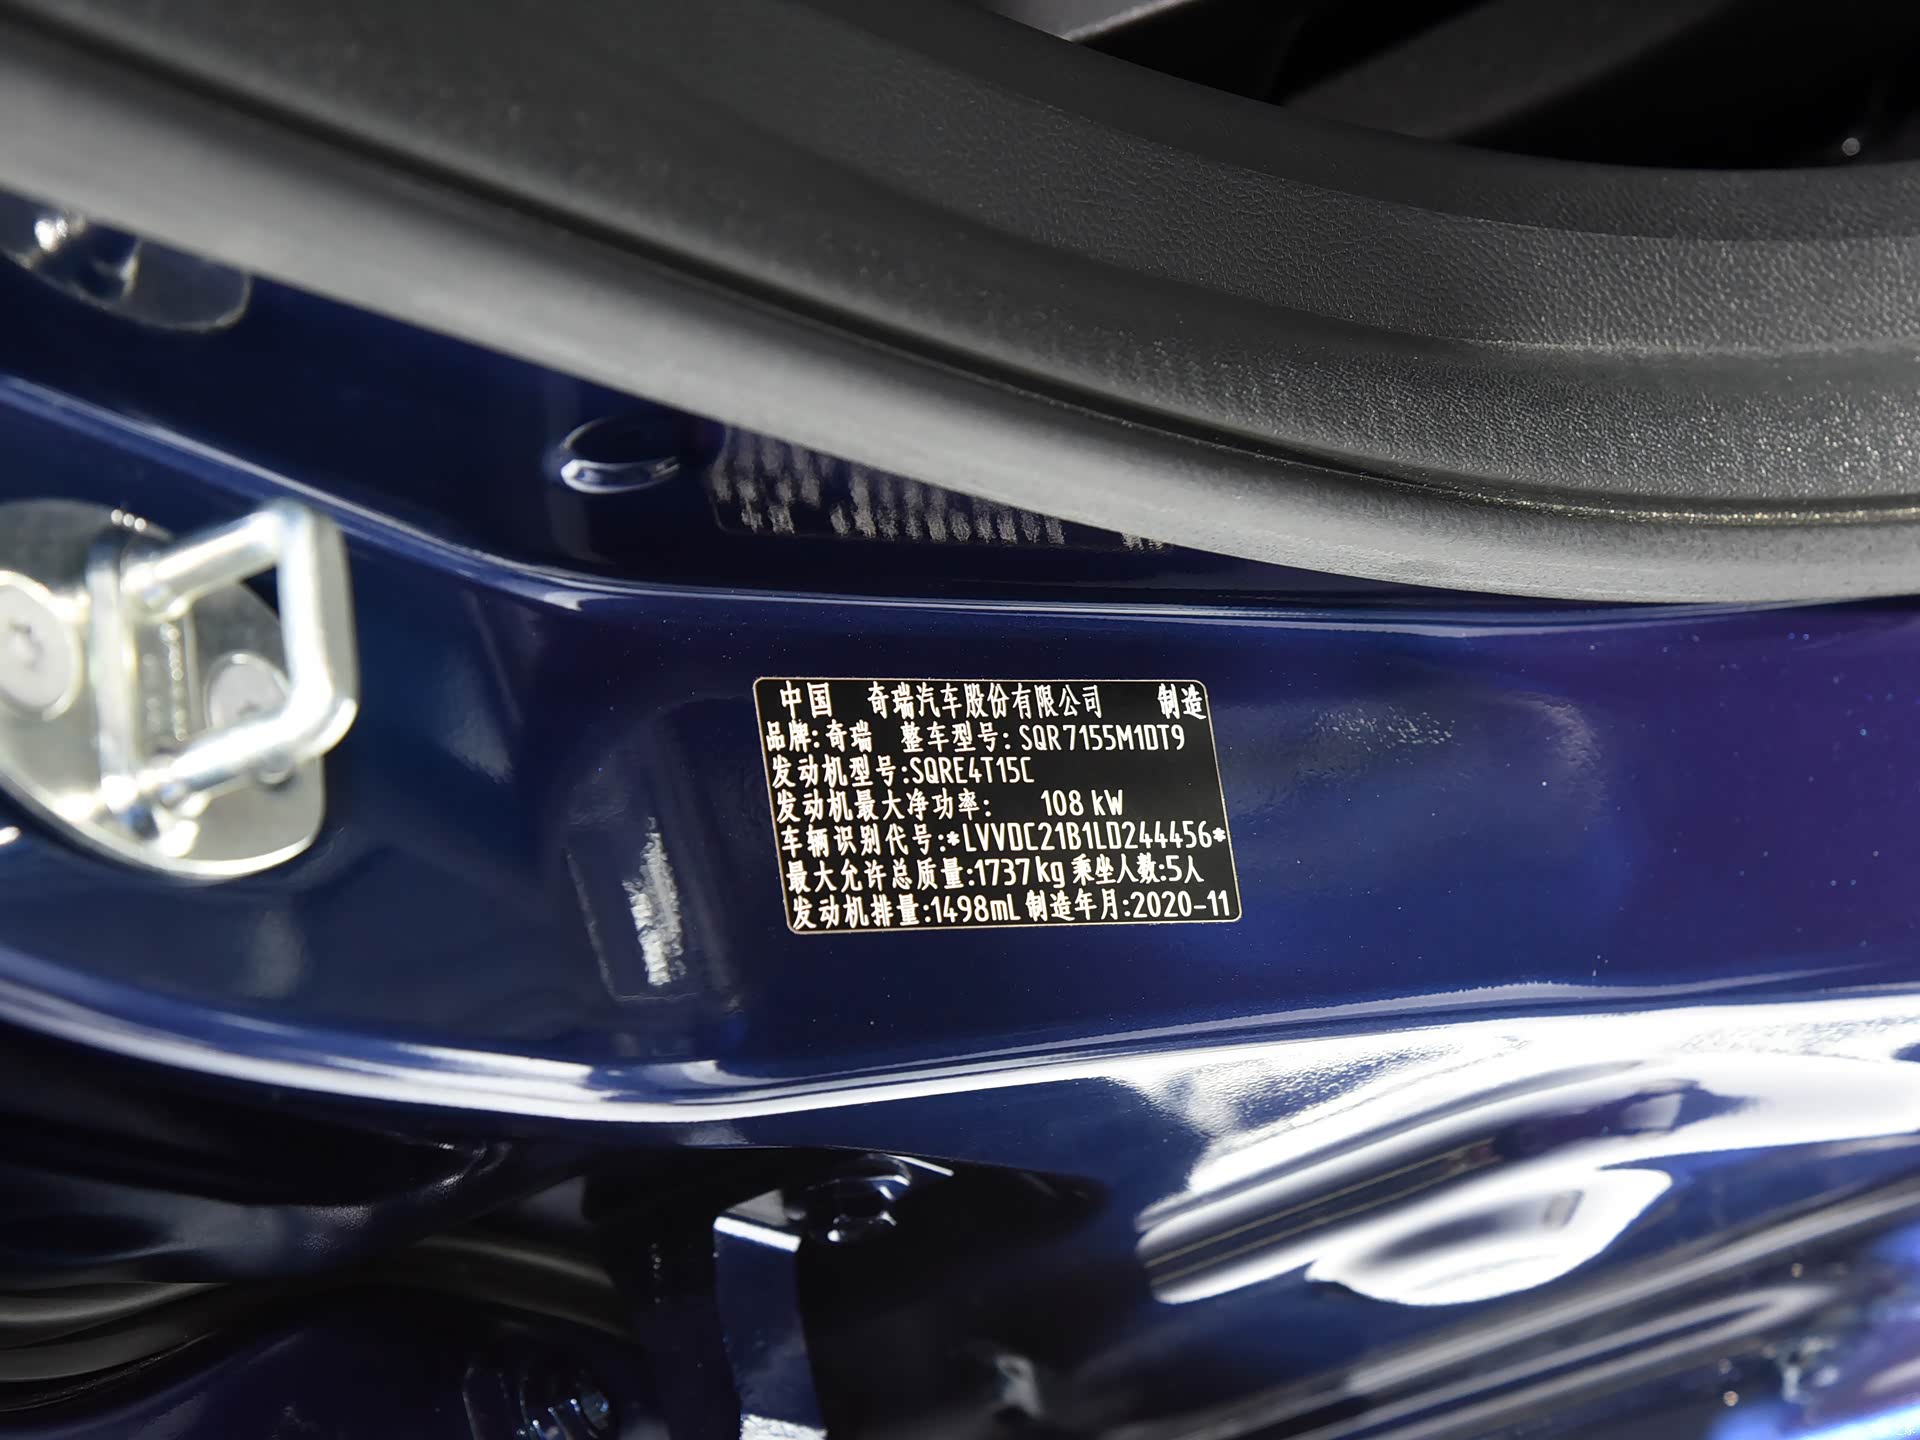 中国 奇瑞汽车股份有限公司 制造
品牌:奇瑞 整车型号:SQR7155M1DT9
发动机型号:SQRE4T15C
发动机最大净功率: 108 kW
车辆识别代号:*LVVDC21B1LD244456*
最大允许总质量:1737kg 乘坐人数:5人
发动机排量:1498mL 制造年月:2020-11